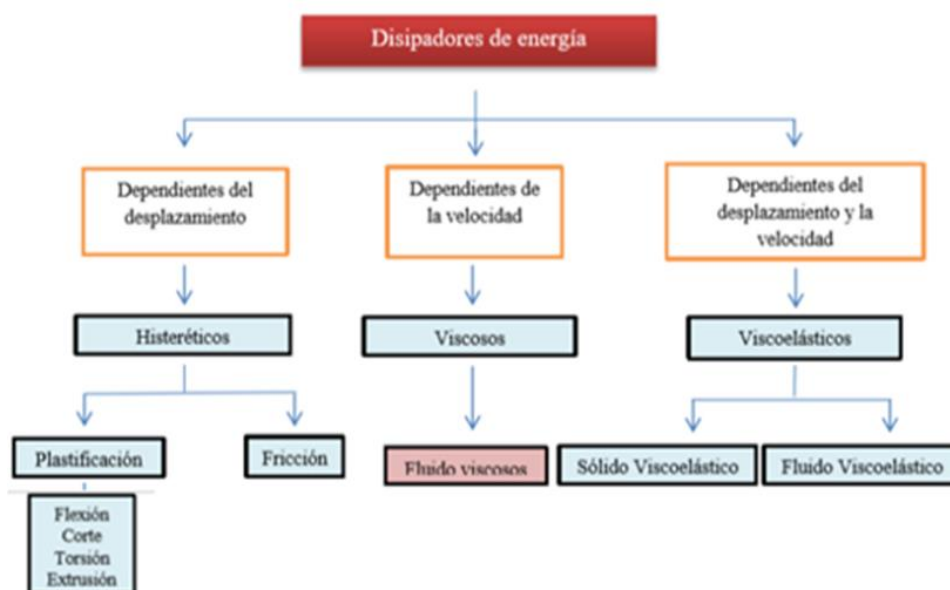 Disipadores de energía
Dependientes del
desplazamiento
Dependientes de
la velocidad
Dependientes del
desplazamiento y la
velocidad
Histeréticos
Viscosos
Viscoelásticos
Plastificación
Fricción
Fluido viscosos
Sólido Viscoelástico
Fluido Viscoelástico
Flexión
Corte
Torsión
Extrusión